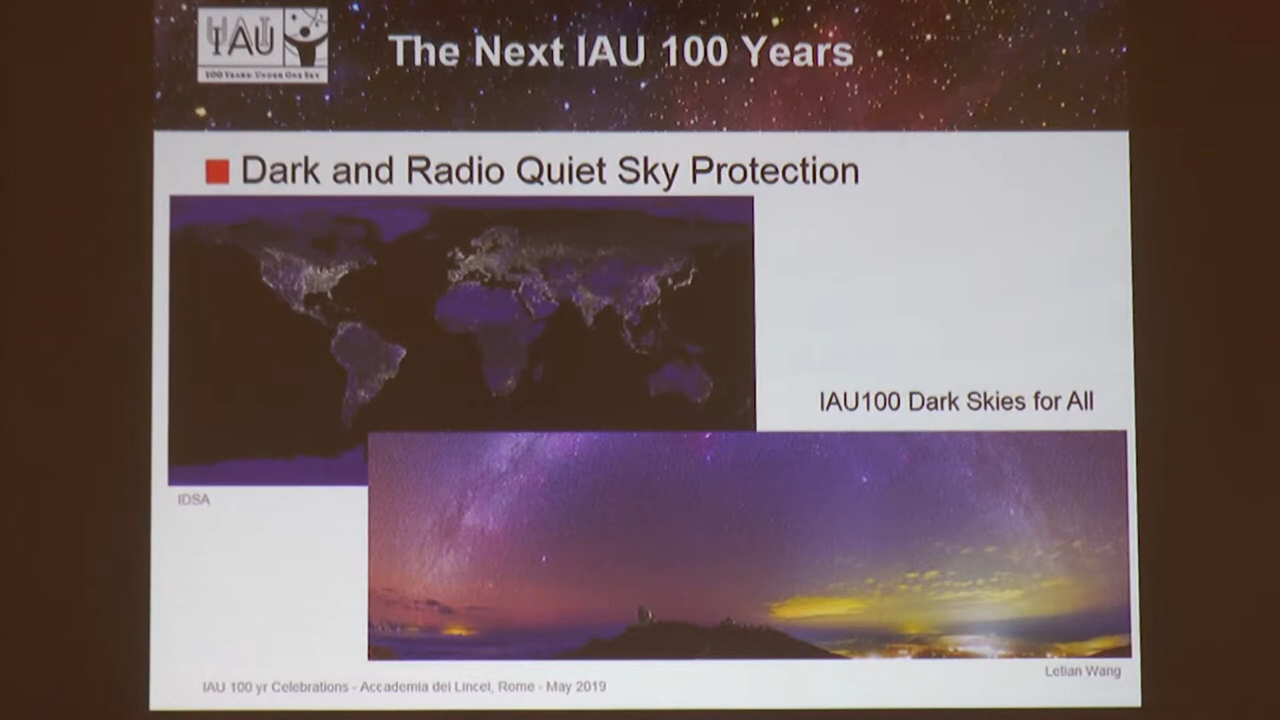 IAU
100 Years: Under One Sky
The Next IAU 100 Years
Dark and Radio Quiet Sky Protection
IAU100 Dark Skies for All
IDSA
Letian Wang
IAU 100 yr Celebrations - Accademia dei Lincei, Rome - May 2019